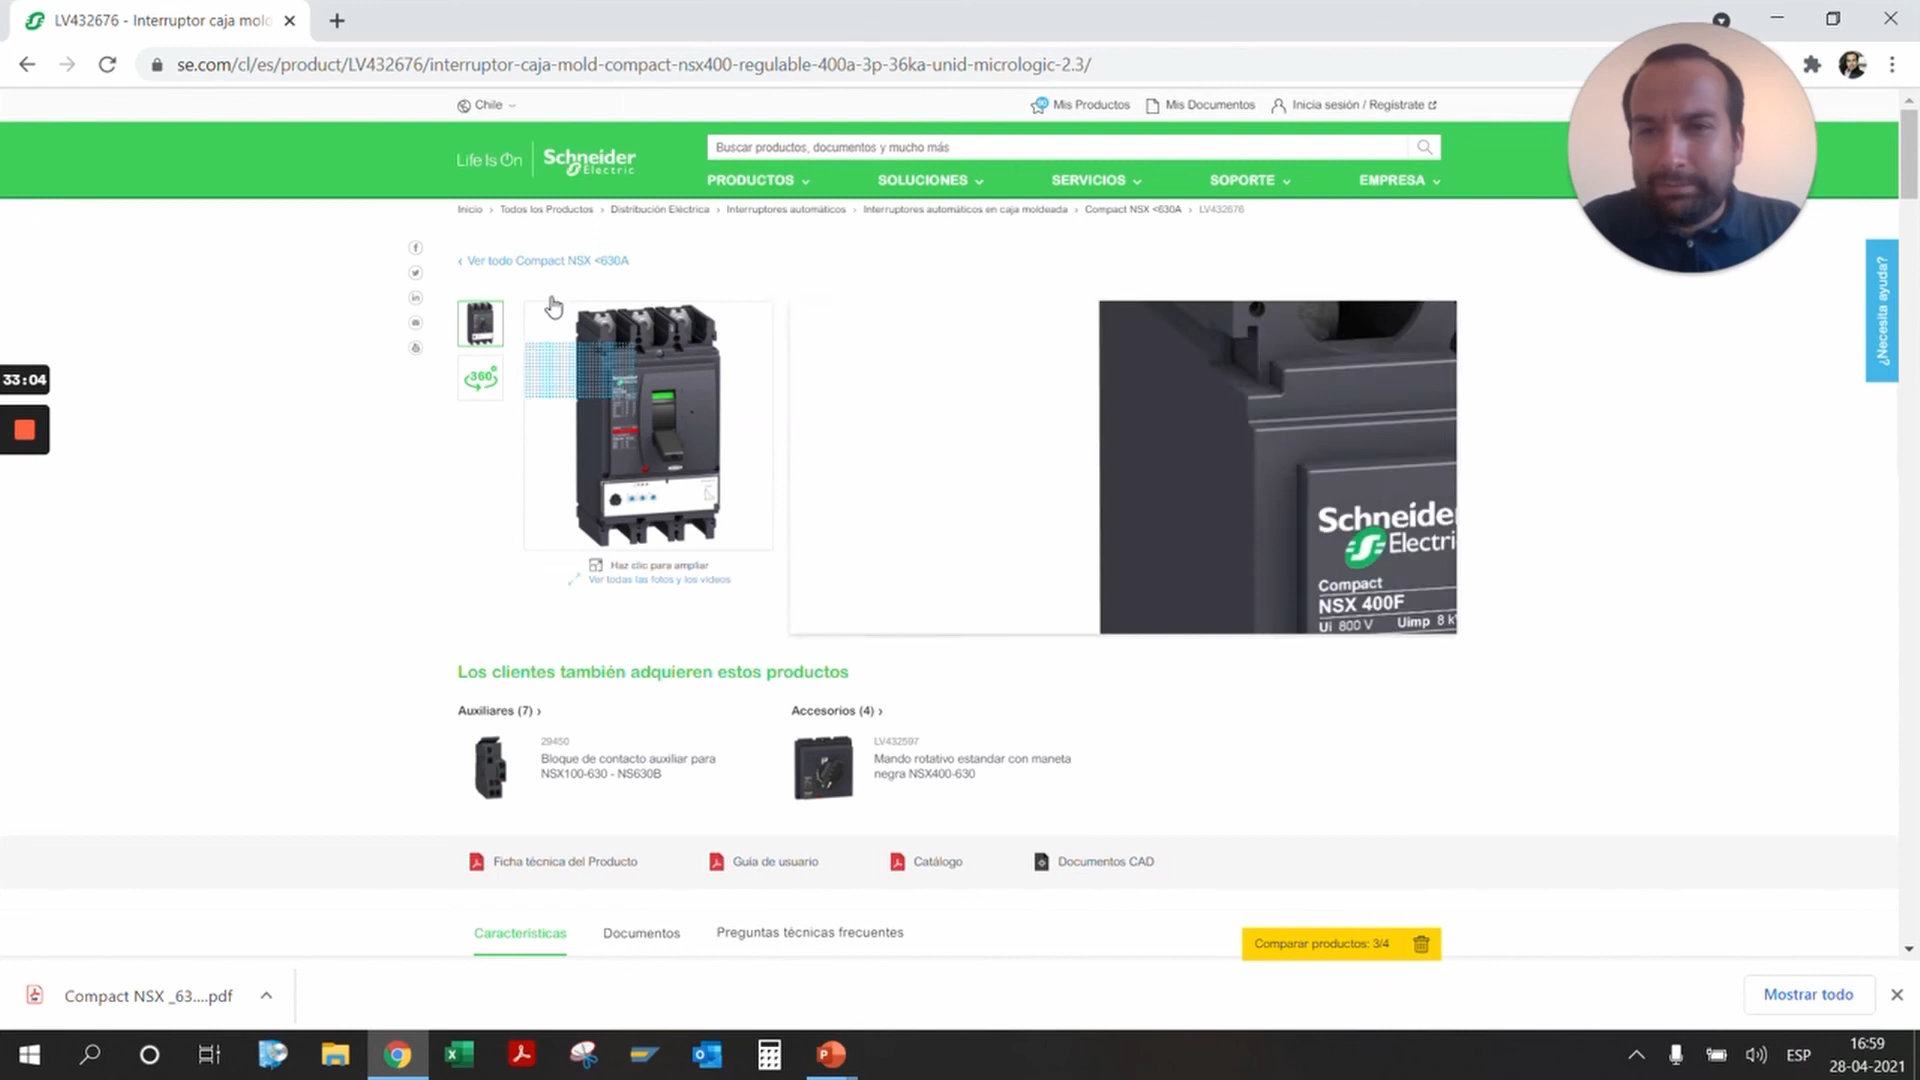 LV432676 - Interruptor caja mold
se.com/cl/es/product/LV432676/interruptor-caja-mold-compact-nsx400-regulable-400a-3p-36ka-unid-micrologic-2.3/
Chile
Mis Productos
Mis Documentos
Inicia sesión / Registrate
Life Is On
Schneider Electric
Buscar productos, documentos y mucho más
PRODUCTOS
SOLUCIONES
SERVICIOS
SOPORTE
EMPRESA
Inicio › Todos los Productos › Distribución Eléctrica › Interruptores automáticos › Interruptores automáticos en caja moldeada › Compact NSX <630A › LV432676
‹ Ver todo Compact NSX <630A
¿Necesita ayuda?
360°
33:04
Schneide
Electri
Compact
NSX 400F
Ui 800 V Uimp 8 k
Haz clic para ampliar
Ver todas las fotos y los videos
Los clientes también adquieren estos productos
Auxiliares (7) ›
Accesorios (4) ›
29450
Bloque de contacto auxiliar para
NSX100-630 - NS630B
LV432597
Mando rotativo estandar con maneta
negra NSX400-630
Ficha técnica del Producto
Guía de usuario
Catálogo
Documentos CAD
Características
Documentos
Preguntas técnicas frecuentes
Comparar productos: 3/4
Compact NSX _63....pdf
Mostrar todo
ESP
16:59
28-04-2021